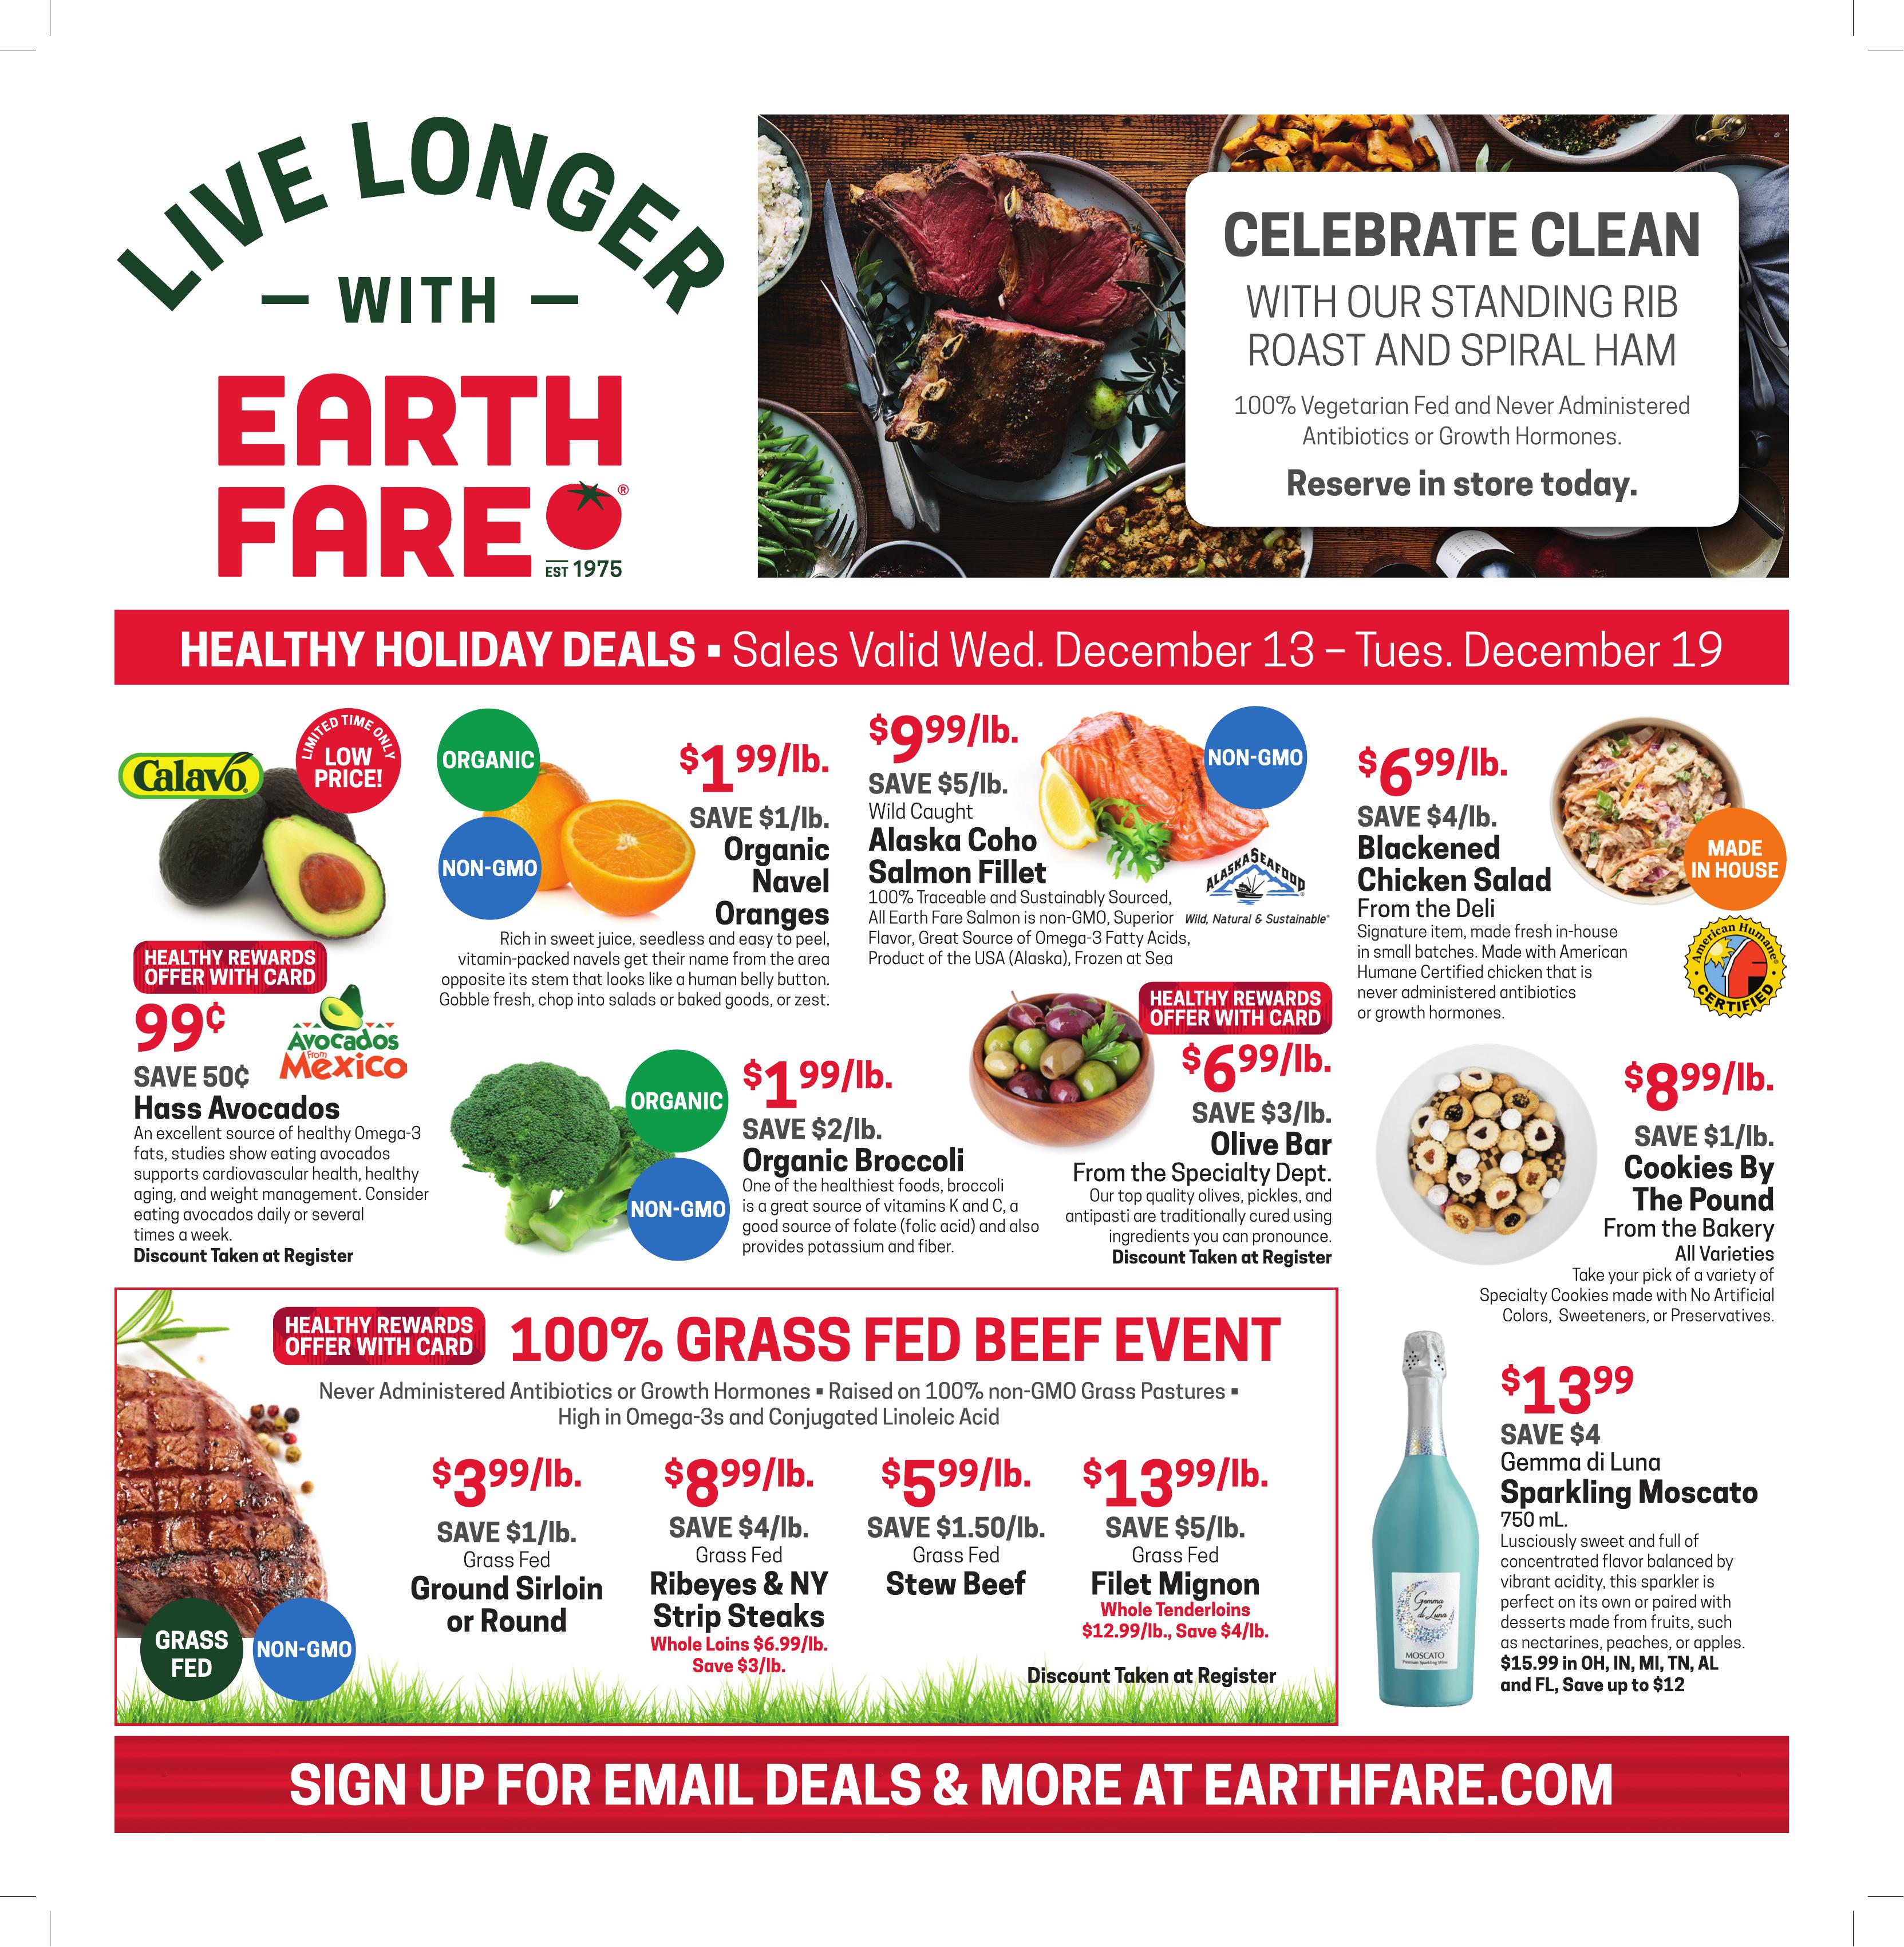 LIVE LONGER
— WITH —
EARTH
FARE®
EST 1975
CELEBRATE CLEAN
WITH OUR STANDING RIB
ROAST AND SPIRAL HAM
100% Vegetarian Fed and Never Administered
Antibiotics or Growth Hormones.
Reserve in store today.
HEALTHY HOLIDAY DEALS ▪ Sales Valid Wed. December 13 – Tues. December 19
Calavo®
LIMITED TIME ONLY
LOW
PRICE!
HEALTHY REWARDS
OFFER WITH CARD
99¢
Avocados
From
Mexico
SAVE 50¢
Hass Avocados
An excellent source of healthy Omega-3
fats, studies show eating avocados
supports cardiovascular health, healthy
aging, and weight management. Consider
eating avocados daily or several
times a week.
Discount Taken at Register
ORGANIC
NON-GMO
$1 99/lb.
SAVE $1/lb.
Organic
Navel
Oranges
Rich in sweet juice, seedless and easy to peel,
vitamin-packed navels get their name from the area
opposite its stem that looks like a human belly button.
Gobble fresh, chop into salads or baked goods, or zest.
ORGANIC
NON-GMO
$1 99/lb.
SAVE $2/lb.
Organic Broccoli
One of the healthiest foods, broccoli
is a great source of vitamins K and C, a
good source of folate (folic acid) and also
provides potassium and fiber.
$9 99/lb.
SAVE $5/lb.
Wild Caught
Alaska Coho
Salmon Fillet
100% Traceable and Sustainably Sourced,
All Earth Fare Salmon is non-GMO, Superior
Flavor, Great Source of Omega-3 Fatty Acids,
Product of the USA (Alaska), Frozen at Sea
NON-GMO
ALASKA SEAFOOD
Wild, Natural & Sustainable®
HEALTHY REWARDS
OFFER WITH CARD
$6 99/lb.
SAVE $3/lb.
Olive Bar
From the Specialty Dept.
Our top quality olives, pickles, and
antipasti are traditionally cured using
ingredients you can pronounce.
Discount Taken at Register
$6 99/lb.
SAVE $4/lb.
Blackened
Chicken Salad
From the Deli
Signature item, made fresh in-house
in small batches. Made with American
Humane Certified chicken that is
never administered antibiotics
or growth hormones.
MADE
IN HOUSE
American Humane®
CERTIFIED
$8 99/lb.
SAVE $1/lb.
Cookies By
The Pound
From the Bakery
All Varieties
Take your pick of a variety of
Specialty Cookies made with No Artificial
Colors, Sweeteners, or Preservatives.
HEALTHY REWARDS
OFFER WITH CARD
100% GRASS FED BEEF EVENT
Never Administered Antibiotics or Growth Hormones ▪ Raised on 100% non-GMO Grass Pastures ▪
High in Omega-3s and Conjugated Linoleic Acid
$3 99/lb.
SAVE $1/lb.
Grass Fed
Ground Sirloin
or Round
$8 99/lb.
SAVE $4/lb.
Grass Fed
Ribeyes & NY
Strip Steaks
Whole Loins $6.99/lb.
Save $3/lb.
$5 99/lb.
SAVE $1.50/lb.
Grass Fed
Stew Beef
$13 99/lb.
SAVE $5/lb.
Grass Fed
Filet Mignon
Whole Tenderloins
$12.99/lb., Save $4/lb.
Discount Taken at Register
GRASS
FED
NON-GMO
$13 99
SAVE $4
Gemma di Luna
Sparkling Moscato
750 mL.
Lusciously sweet and full of
concentrated flavor balanced by
vibrant acidity, this sparkler is
perfect on its own or paired with
desserts made from fruits, such
as nectarines, peaches, or apples.
$15.99 in OH, IN, MI, TN, AL
and FL, Save up to $12
Gemma
di Luna
MOSCATO
Premium Sparkling Wine
SIGN UP FOR EMAIL DEALS & MORE AT EARTHFARE.COM